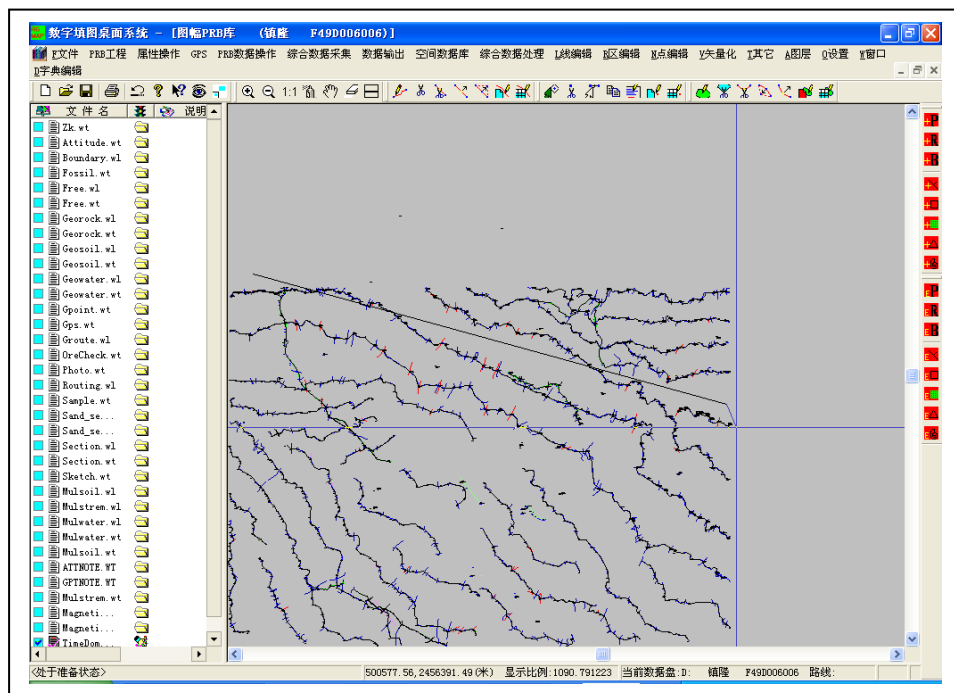 数字填图桌面系统 - [图幅PRB库 (镇隆 F49D006006)]
F文件 PRB工程 属性操作 GPS PRB数据操作 综合数据采集 数据输出 空间数据库 综合数据处理 L线编辑 R区编辑 N点编辑 V矢量化 I其它 A图层 Q设置 Y窗口
D字典编辑
1:1
文件名 说明
Zk.wt
Attitude.wt
Boundary.wl
Fossil.wt
Free.wl
Free.wt
Georock.wl
Georock.wt
Geosoil.wl
Geosoil.wt
Geowater.wl
Geowater.wt
Gpoint.wt
Gps.wt
Groute.wl
OreCheck.wt
Photo.wt
Routing.wl
Sample.wt
Sand_se...
Sand_se...
Section.wl
Section.wt
Sketch.wt
Mulsoil.wl
Mulstrem.wl
Mulwater.wl
Mulwater.wt
Mulsoil.wt
ATTNOTE.WT
GPTNOTE.WT
Mulstrem.wt
Magneti...
Magneti...
TimeDom...
+P
+R
+B
EP
ER
EB
<处于准备状态> 500577.56,2456391.49(米) 显示比例:1090.791223 当前数据盘:D: 镇隆 F49D006006 路线: